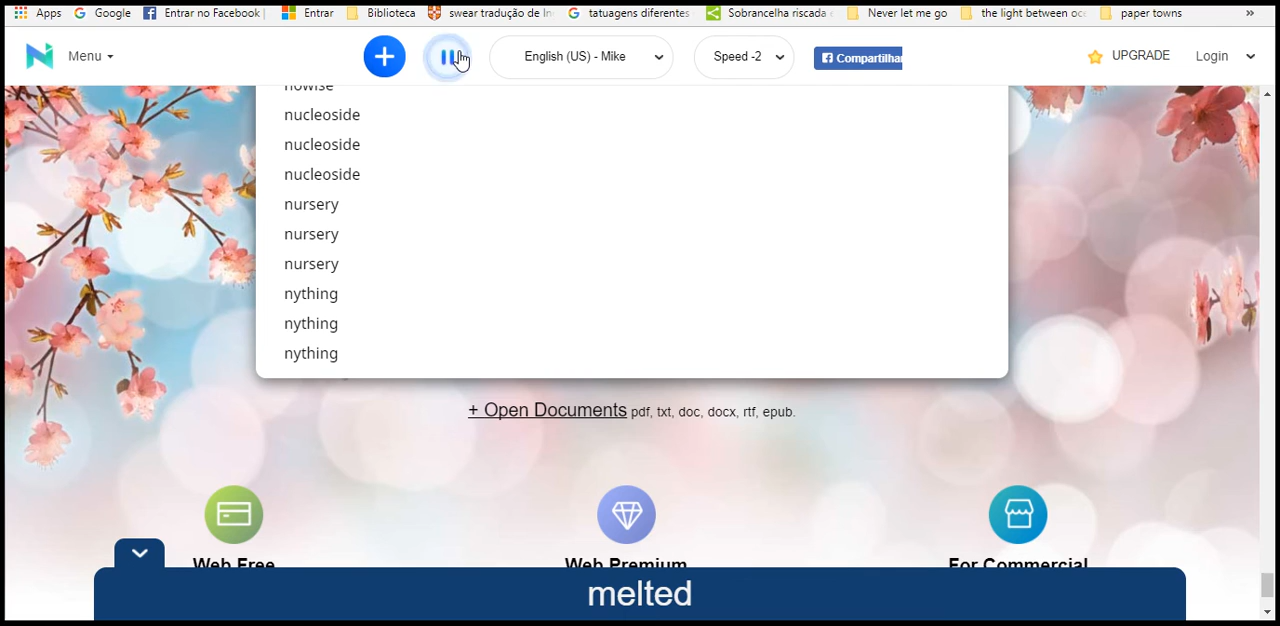 Apps Google Entrar no Facebook Entrar Biblioteca swear tradução de In tatuagens diferentes Sobrancelha riscada Never let me go the light between oce paper towns »
Menu English (US) - Mike Speed -2 Compartilhar UPGRADE Login
nowise
nucleoside
nucleoside
nucleoside
nursery
nursery
nursery
nything
nything
nything
+ Open Documents pdf, txt, doc, docx, rtf, epub.
Web Free Web Premium For Commercial
melted